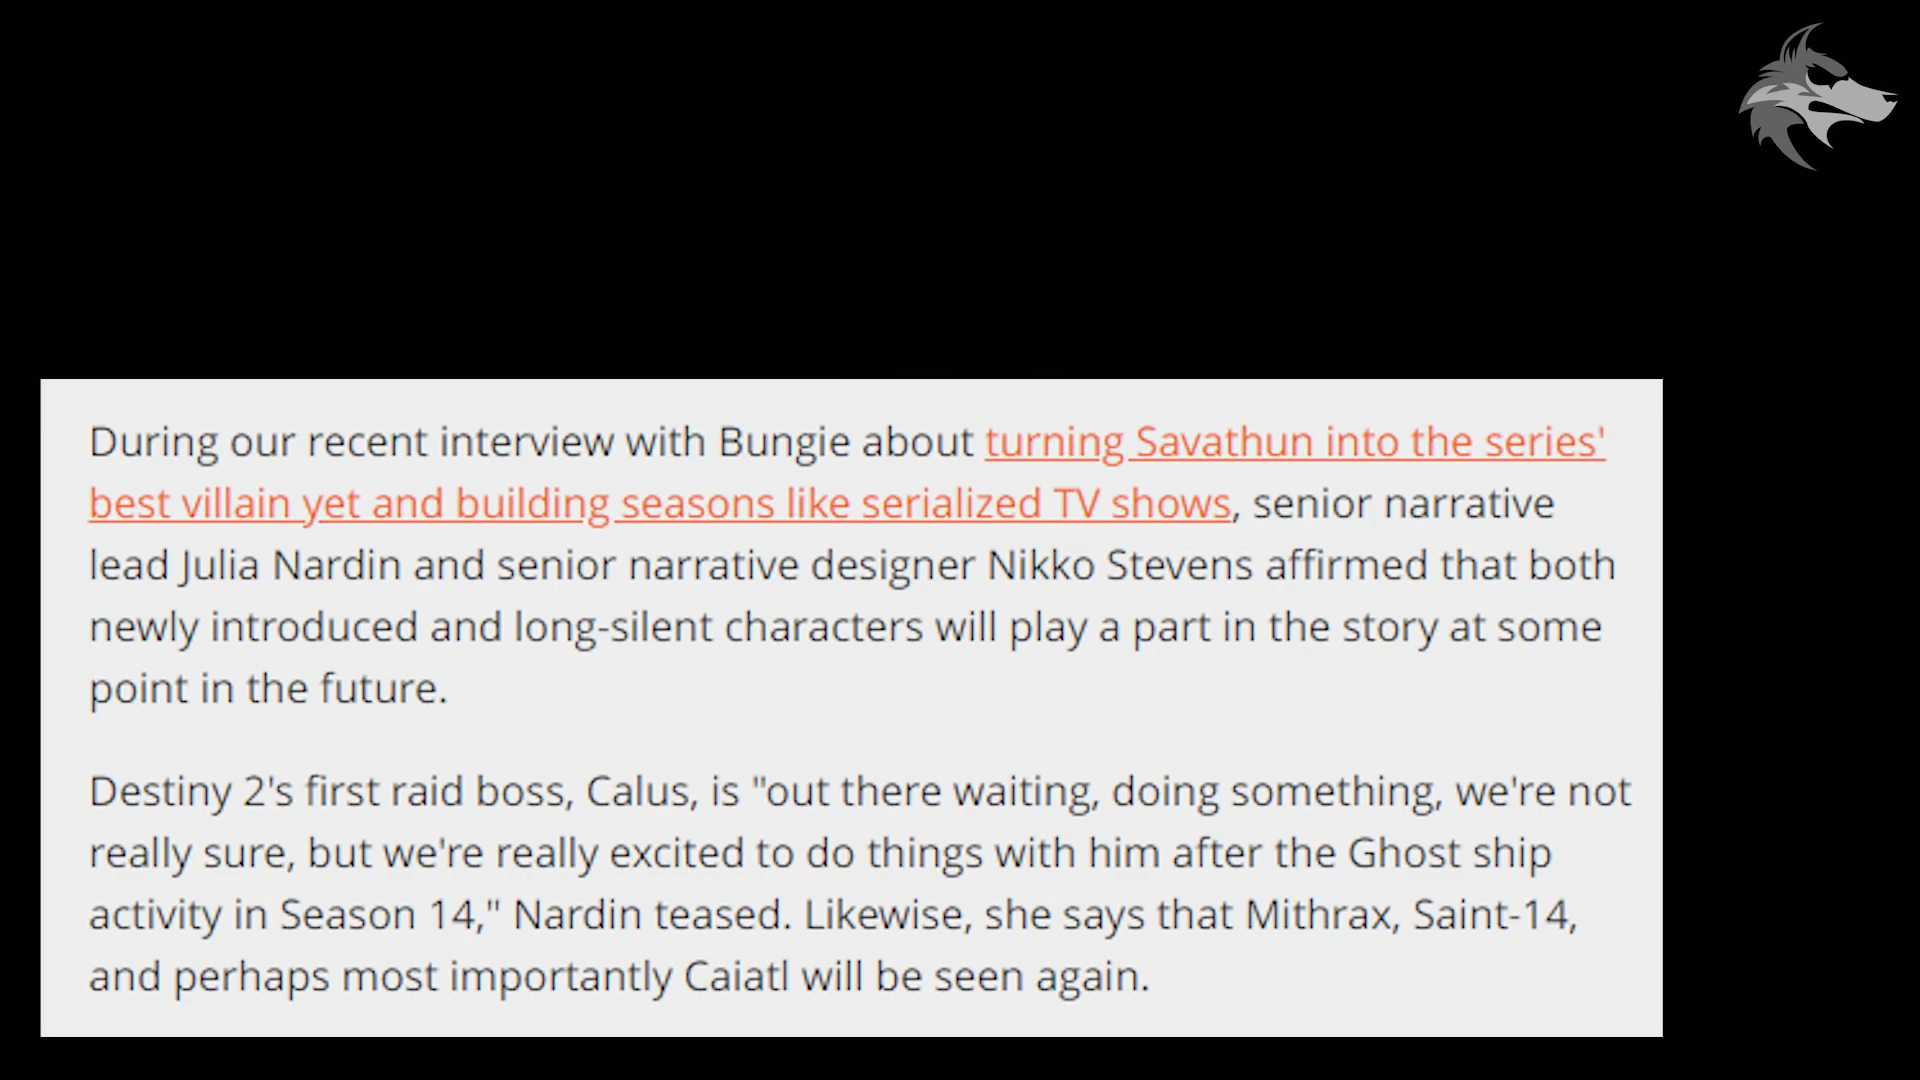 During our recent interview with Bungie about turning Savathun into the series'
best villain yet and building seasons like serialized TV shows, senior narrative
lead Julia Nardin and senior narrative designer Nikko Stevens affirmed that both
newly introduced and long-silent characters will play a part in the story at some
point in the future.
Destiny 2's first raid boss, Calus, is "out there waiting, doing something, we're not
really sure, but we're really excited to do things with him after the Ghost ship
activity in Season 14," Nardin teased. Likewise, she says that Mithrax, Saint-14,
and perhaps most importantly Caiatl will be seen again.